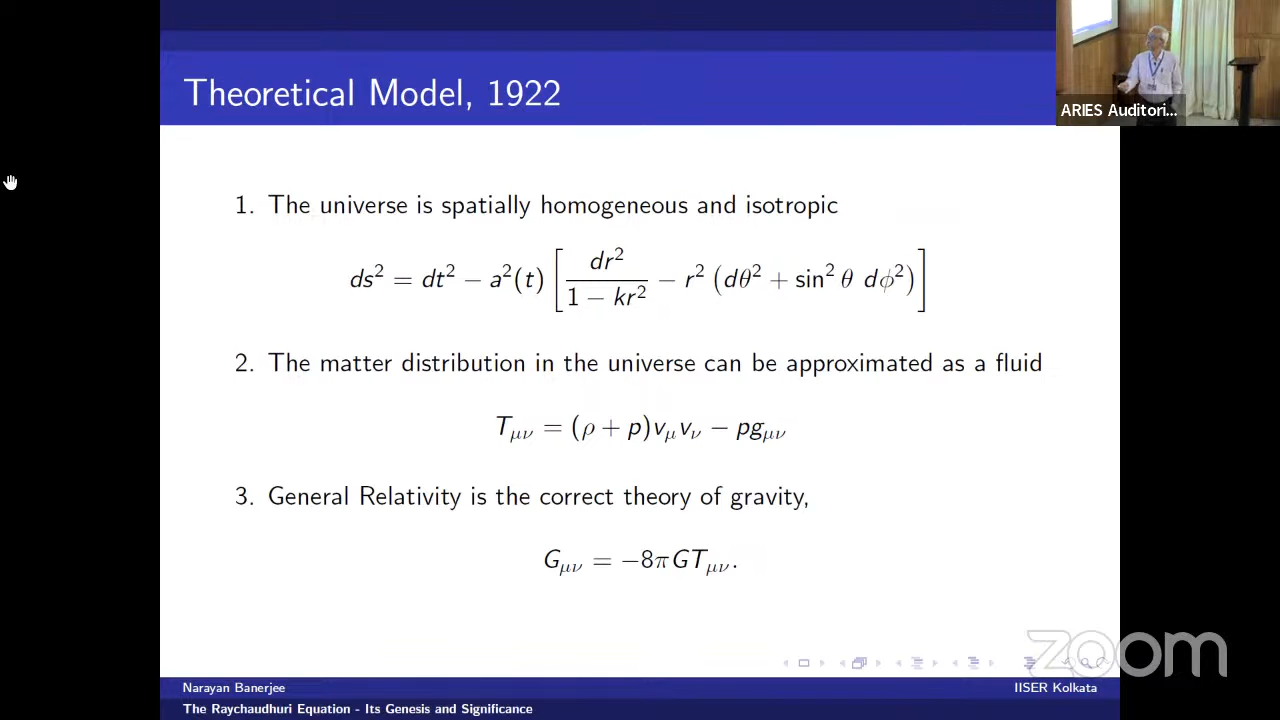 Theoretical Model, 1922
ARIES Auditori...
1. The universe is spatially homogeneous and isotropic
ds² = dt² − a²(t) [ dr² / (1 − kr²) − r² (dθ² + sin² θ dϕ²) ]
2. The matter distribution in the universe can be approximated as a fluid
T_μν = (ρ + p)v_μ v_ν − pg_μν
3. General Relativity is the correct theory of gravity,
G_μν = −8πGT_μν.
zoom
Narayan Banerjee IISER Kolkata
The Raychaudhuri Equation - Its Genesis and Significance